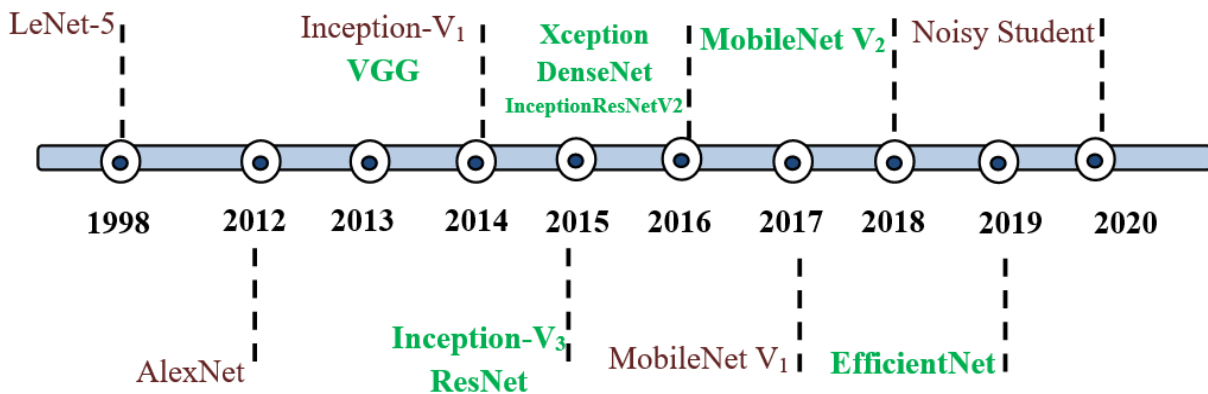 LeNet-5
Inception-V₁
VGG
Xception
DenseNet
InceptionResNetV2
MobileNet V₂
Noisy Student
1998
2012
2013
2014
2015
2016
2017
2018
2019
2020
AlexNet
Inception-V₃
ResNet
MobileNet V₁
EfficientNet